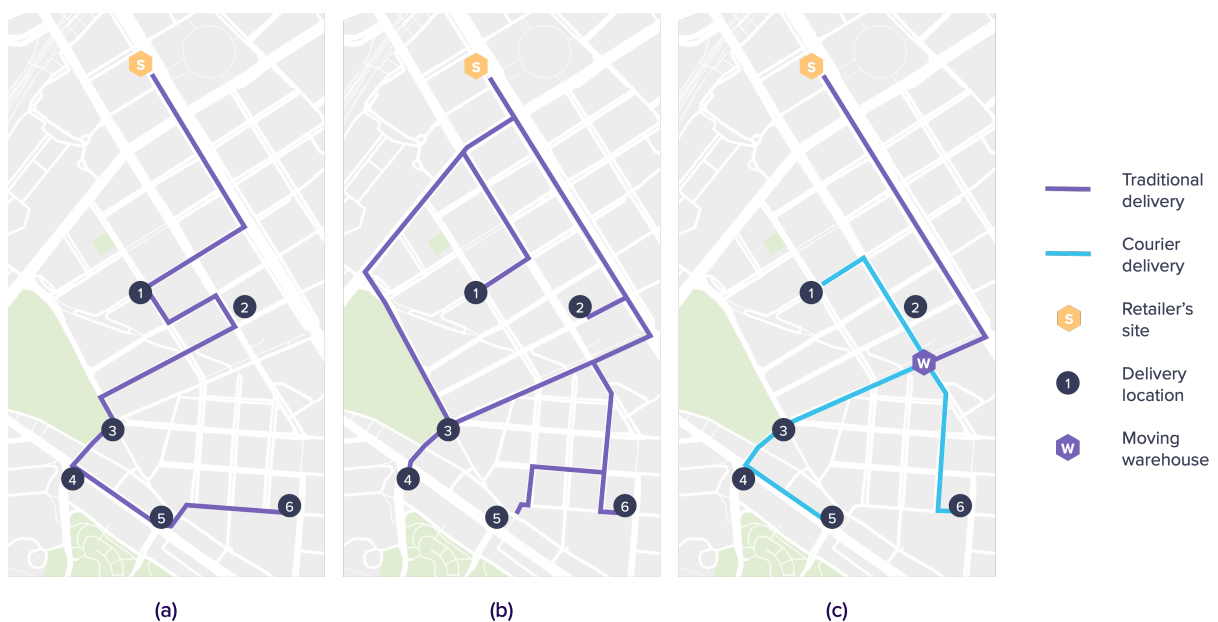 S
1
2
3
4
5
6
(a)
S
1
2
3
4
5
6
(b)
S
1
2
W
3
4
5
6
(c)
Traditional
delivery
Courier
delivery
S
Retailer's
site
1
Delivery
location
W
Moving
warehouse